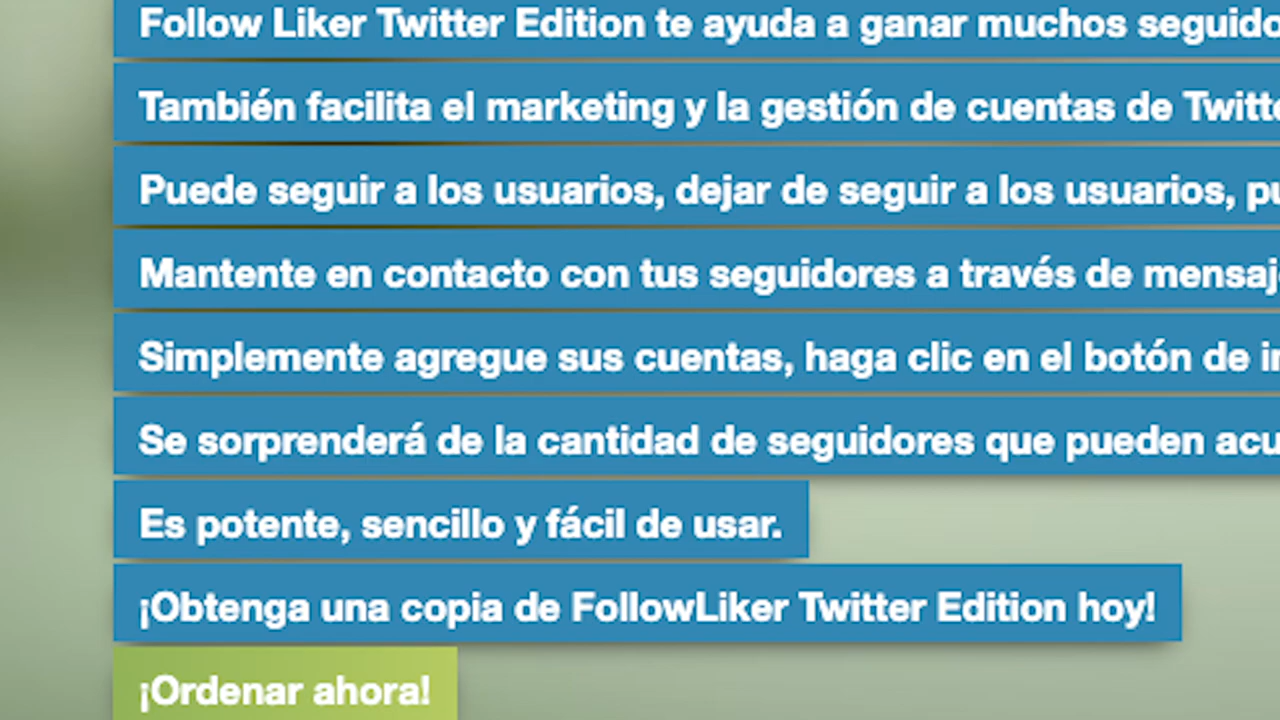 Follow Liker Twitter Edition te ayuda a ganar muchos
También facilita el marketing y la gestión de cuentas de
Puede seguir a los usuarios, dejar de seguir a los usuarios,
Mantente en contacto con tus seguidores a través de
Simplemente agregue sus cuentas, haga clic en el botón de
Se sorprenderá de la cantidad de seguidores que pueden
Es potente, sencillo y fácil de usar.
¡Obtenga una copia de FollowLiker Twitter Edition hoy!
¡Ordenar ahora!